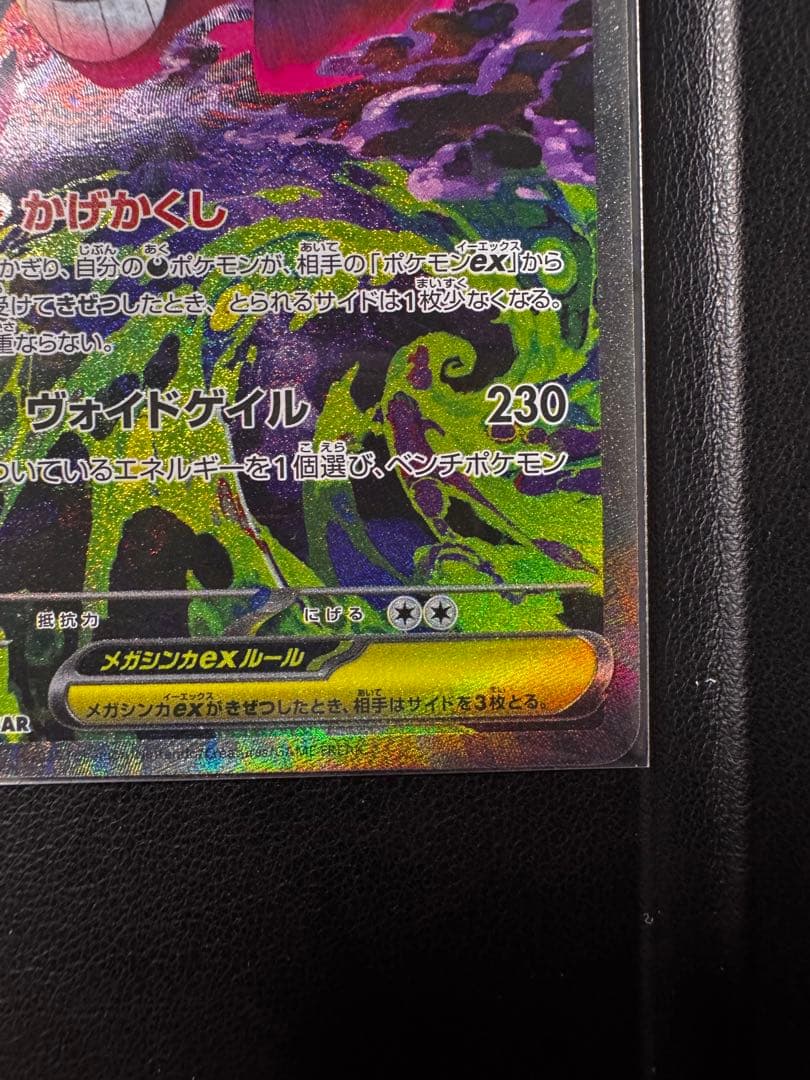 かげかくし
かぎり、自分のポケモンが、相手の「ポケモンex」から
受けてきぜつしたとき、とられるサイドは1枚少なくなる。
重ならない。
ヴォイドゲイル 230
ついているエネルギーを1個選び、ベンチポケモン
抵抗力 にげる
メガシンカexルール
メガシンカexがきぜつしたとき、相手はサイドを3枚とる。
AR
GAME FREAK